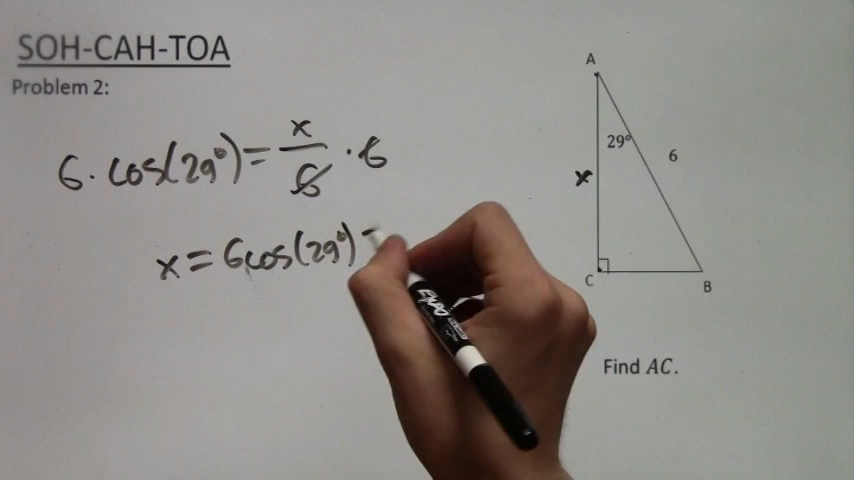 SOH-CAH-TOA
Problem 2:
6 · cos(29°) = x/6 · 6
x = 6cos(29°) =
A
29°
6
x
C
B
Find AC.
EXPO